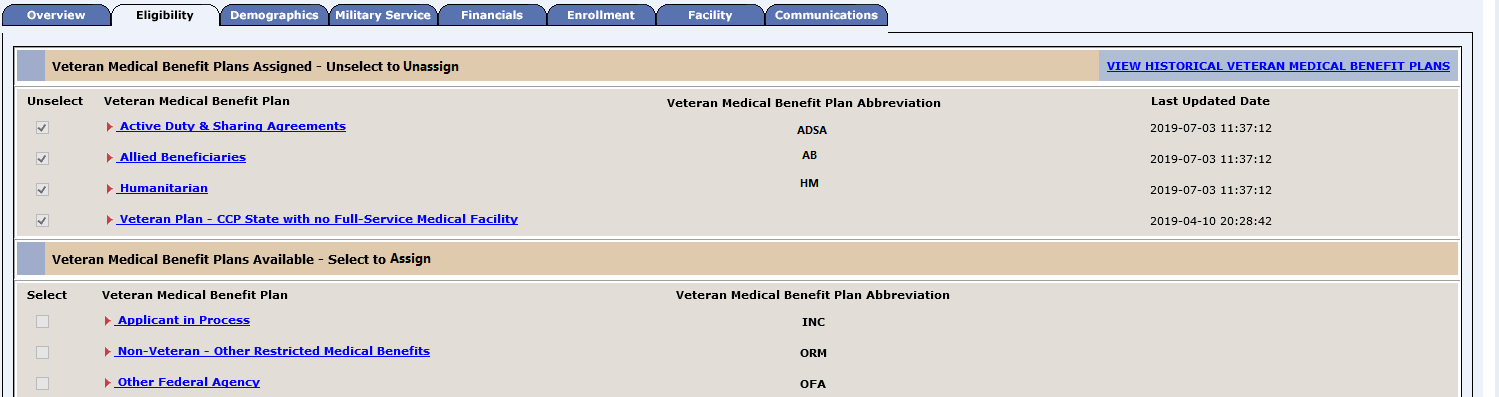 Overview Eligibility Demographics Military Service Financials Enrollment Facility Communications
Veteran Medical Benefit Plans Assigned - Unselect to Unassign VIEW HISTORICAL VETERAN MEDICAL BENEFIT PLANS
Unselect Veteran Medical Benefit Plan Veteran Medical Benefit Plan Abbreviation Last Updated Date
Active Duty & Sharing Agreements ADSA 2019-07-03 11:37:12
Allied Beneficiaries AB 2019-07-03 11:37:12
Humanitarian HM 2019-07-03 11:37:12
Veteran Plan - CCP State with no Full-Service Medical Facility 2019-04-10 20:28:42
Veteran Medical Benefit Plans Available - Select to Assign
Select Veteran Medical Benefit Plan Veteran Medical Benefit Plan Abbreviation
Applicant in Process INC
Non-Veteran - Other Restricted Medical Benefits ORM
Other Federal Agency OFA